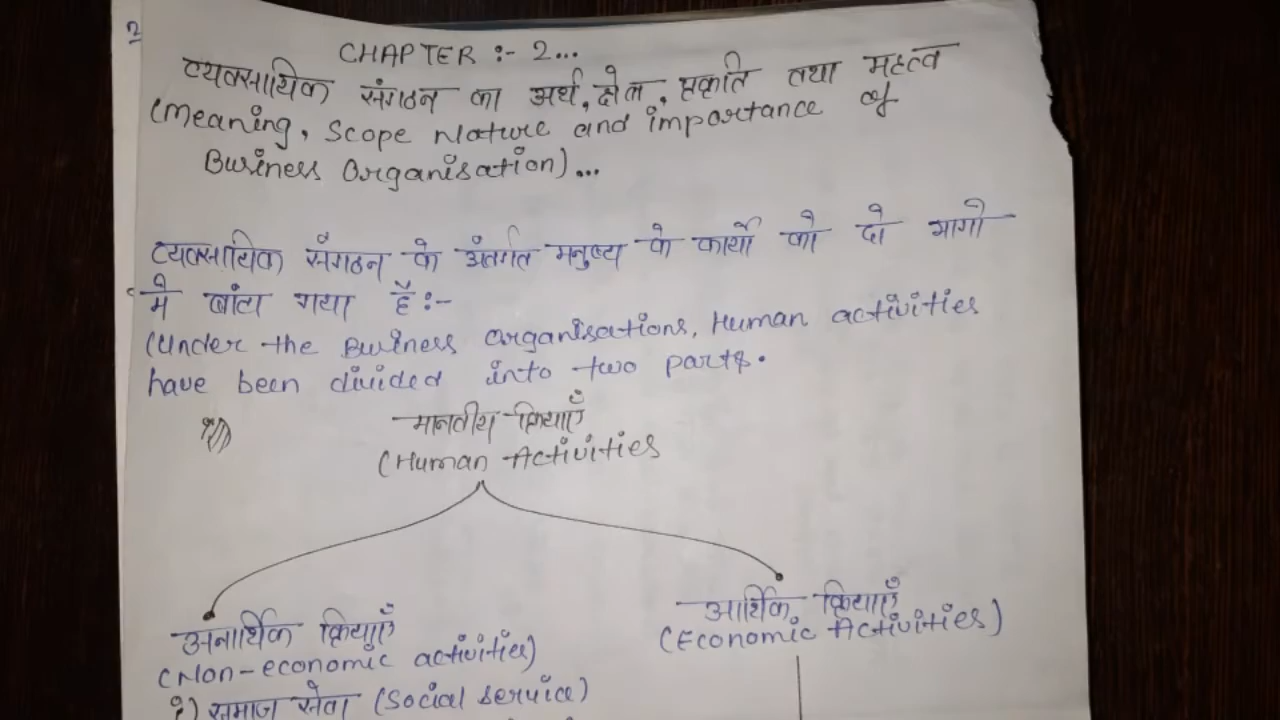 2
CHAPTER :- 2...
व्यवसायिक संगठन का अर्थ, क्षेत्र, प्रकृति तथा महत्व
(Meaning, Scope Nature and importance of
Business Organisation)...
व्यवसायिक संगठन के अंतर्गत मनुष्य के कार्यो को दो भागो
मे बांटा गया है :-
(Under the Business organisations, Human activities
have been divided into two parts.
मानवीय क्रियाएँ
(Human Activities
अनार्थिक क्रियाएँ
(Non-economic activities)
आर्थिक क्रियाएँ
(Economic Activities)
१) समाज सेवा (Social service)